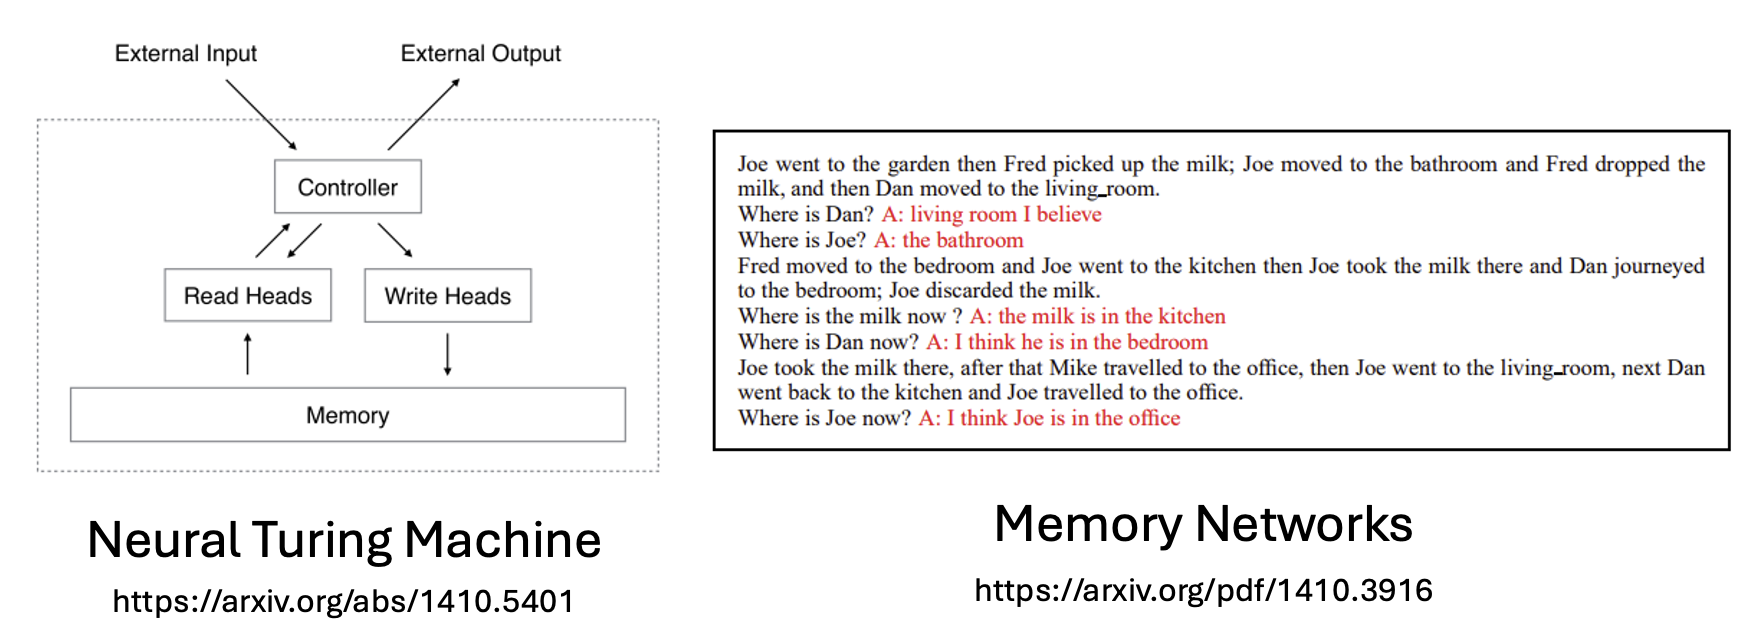 External Input
External Output
Controller
Read Heads
Write Heads
Memory
Neural Turing Machine
https://arxiv.org/abs/1410.5401
Joe went to the garden then Fred picked up the milk; Joe moved to the bathroom and Fred dropped the
milk, and then Dan moved to the living_room.
Where is Dan? A: living room I believe
Where is Joe? A: the bathroom
Fred moved to the bedroom and Joe went to the kitchen then Joe took the milk there and Dan journeyed
to the bedroom; Joe discarded the milk.
Where is the milk now ? A: the milk is in the kitchen
Where is Dan now? A: I think he is in the bedroom
Joe took the milk there, after that Mike travelled to the office, then Joe went to the living_room, next Dan
went back to the kitchen and Joe travelled to the office.
Where is Joe now? A: I think Joe is in the office
Memory Networks
https://arxiv.org/pdf/1410.3916